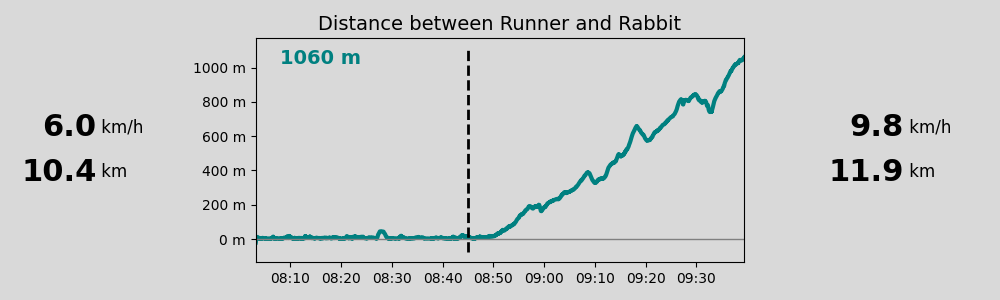 Distance between Runner and Rabbit
1060 m
1000 m
800 m
600 m
400 m
200 m
0 m
6.0 km/h
10.4 km
9.8 km/h
11.9 km
08:10 08:20 08:30 08:40 08:50 09:00 09:10 09:20 09:30